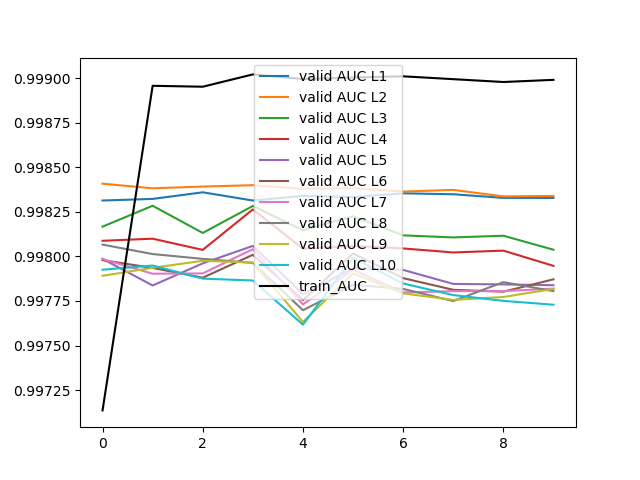 0.99900
0.99875
0.99850
0.99825
0.99800
0.99775
0.99750
0.99725
0 2 4 6 8
valid AUC L1
valid AUC L2
valid AUC L3
valid AUC L4
valid AUC L5
valid AUC L6
valid AUC L7
valid AUC L8
valid AUC L9
valid AUC L10
train_AUC